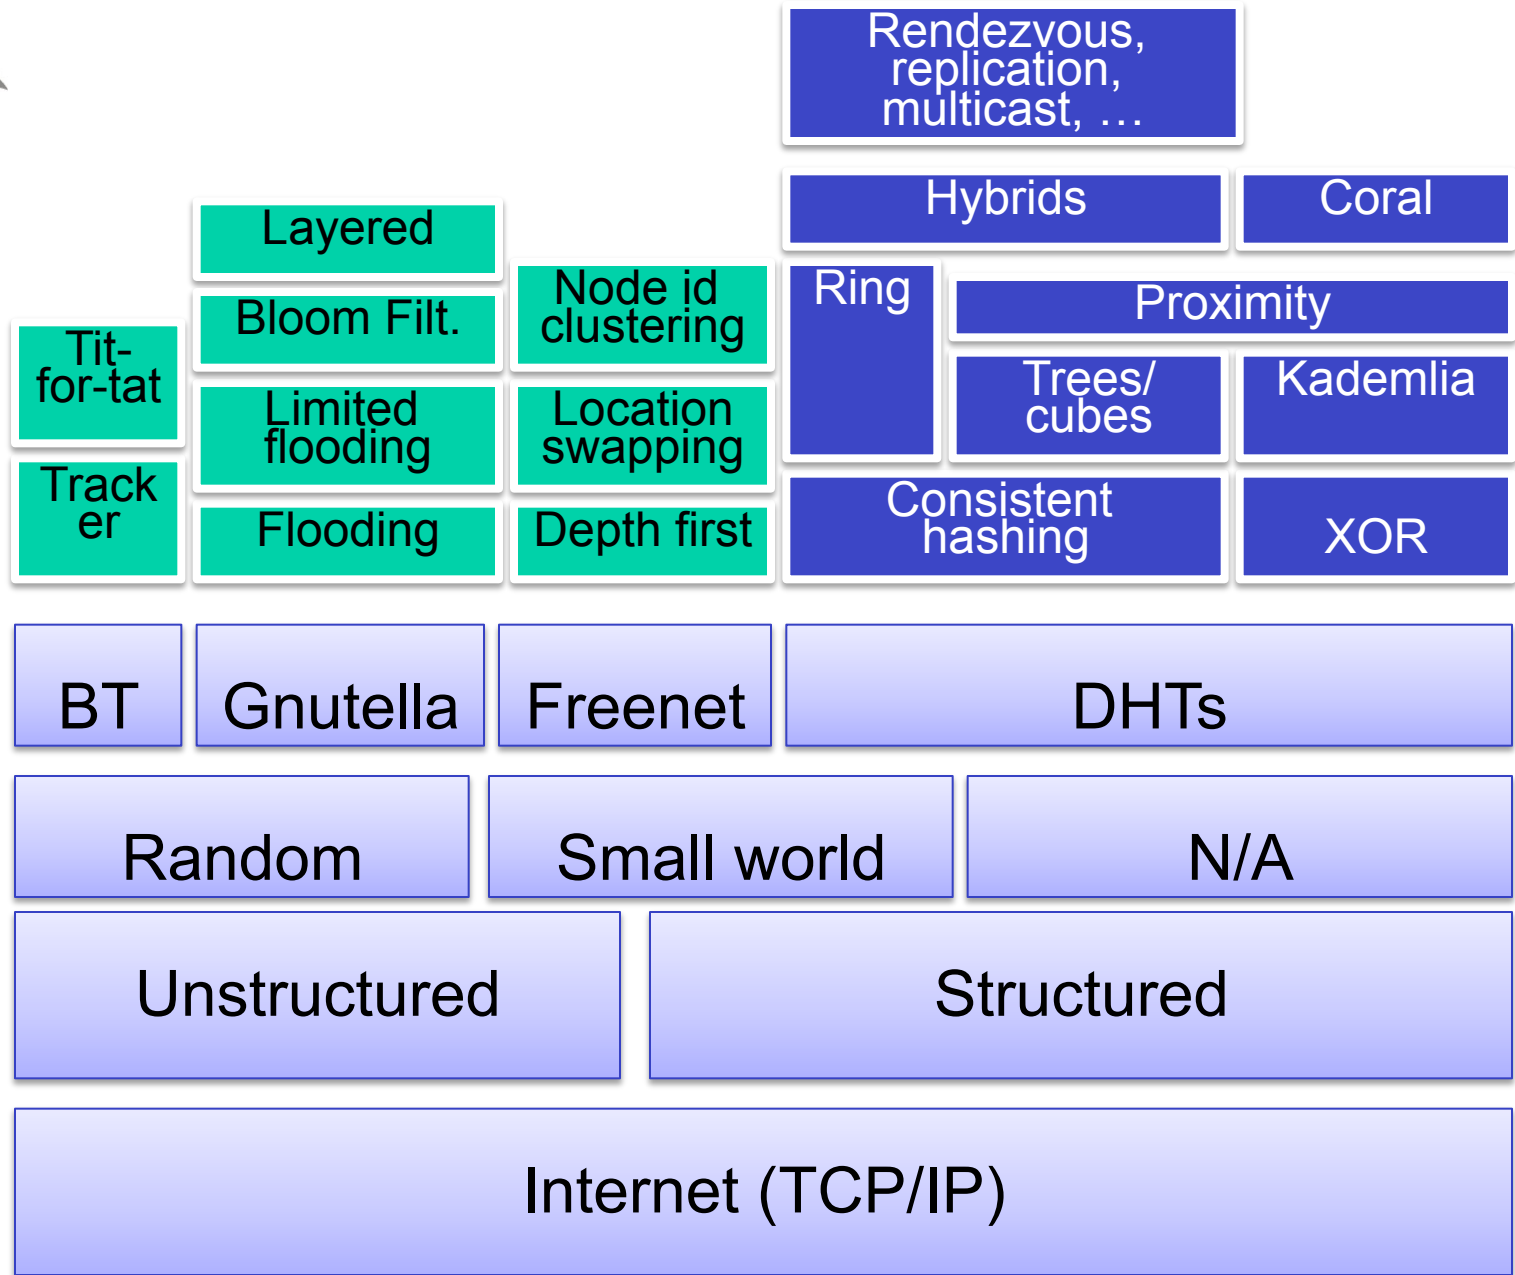 Rendezvous,
replication,
multicast, …
Hybrids
Coral
Layered
Bloom Filt.
Node id
clustering
Ring
Proximity
Tit-
for-tat
Limited
flooding
Location
swapping
Trees/
cubes
Kademlia
Track
er
Flooding
Depth first
Consistent
hashing
XOR
BT
Gnutella
Freenet
DHTs
Random
Small world
N/A
Unstructured
Structured
Internet (TCP/IP)